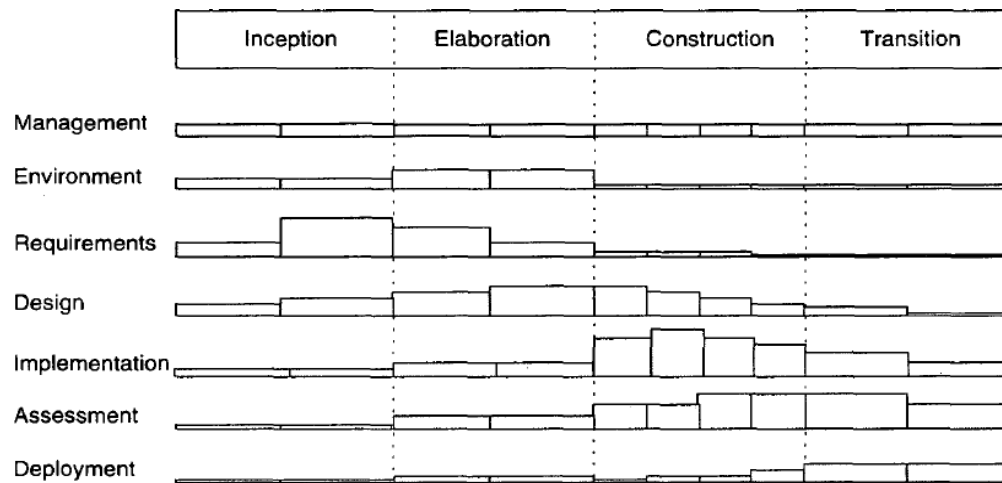 Inception Elaboration Construction Transition
Management
Environment
Requirements
Design
Implementation
Assessment
Deployment